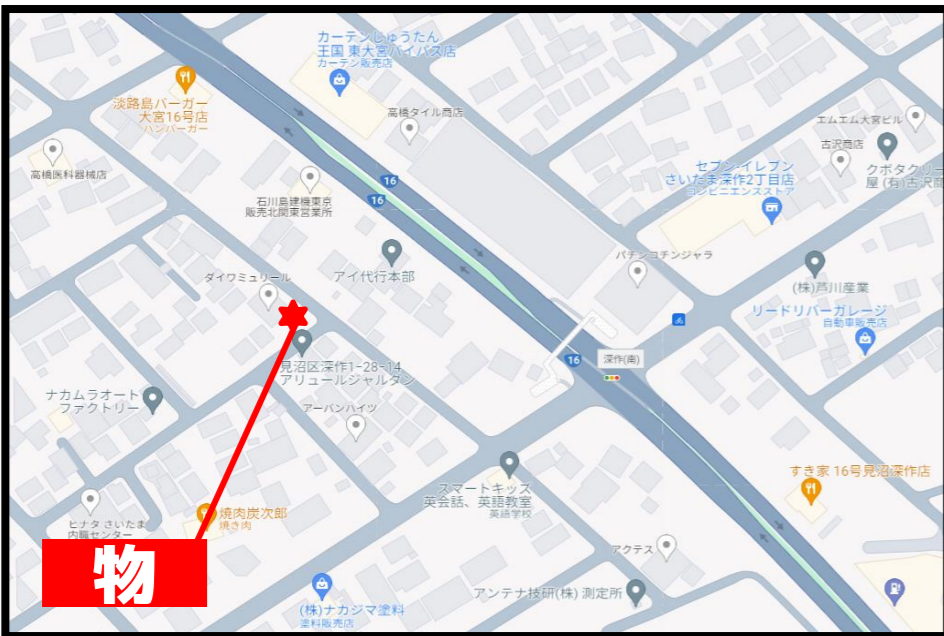 カーテンじゅうたん
王国 東大宮バイパス店
カーテン販売店
淡路島バーガー
大宮16号店
ハンバーガー
高橋タイル商店
エムエム大宮ビル
古沢商店
クボタクリー
屋 (有)古沢商
高橋医科器械店
石川島建機東京
販売北関東営業所
16
16
セブン-イレブン
さいたま深作2丁目店
コンビニエンスストア
アイ代行本部
パチンコチンジャラ
ダイワミュリール
(株)芦川産業
リードリバーガレージ
自動車販売店
見沼区深作1-28-14
アリュールジャルダン
16
深作(南)
ナカムラオート
ファクトリー
アーバンハイツ
スマートキッズ
英会話、英語教室
英語学校
すき家 16号見沼深作店
ヒナタ さいたま
内職センター
焼肉炭次郎
焼き肉
アクテス
物
(株)ナカジマ塗料
塗料販売店
アンテナ技研(株) 測定所